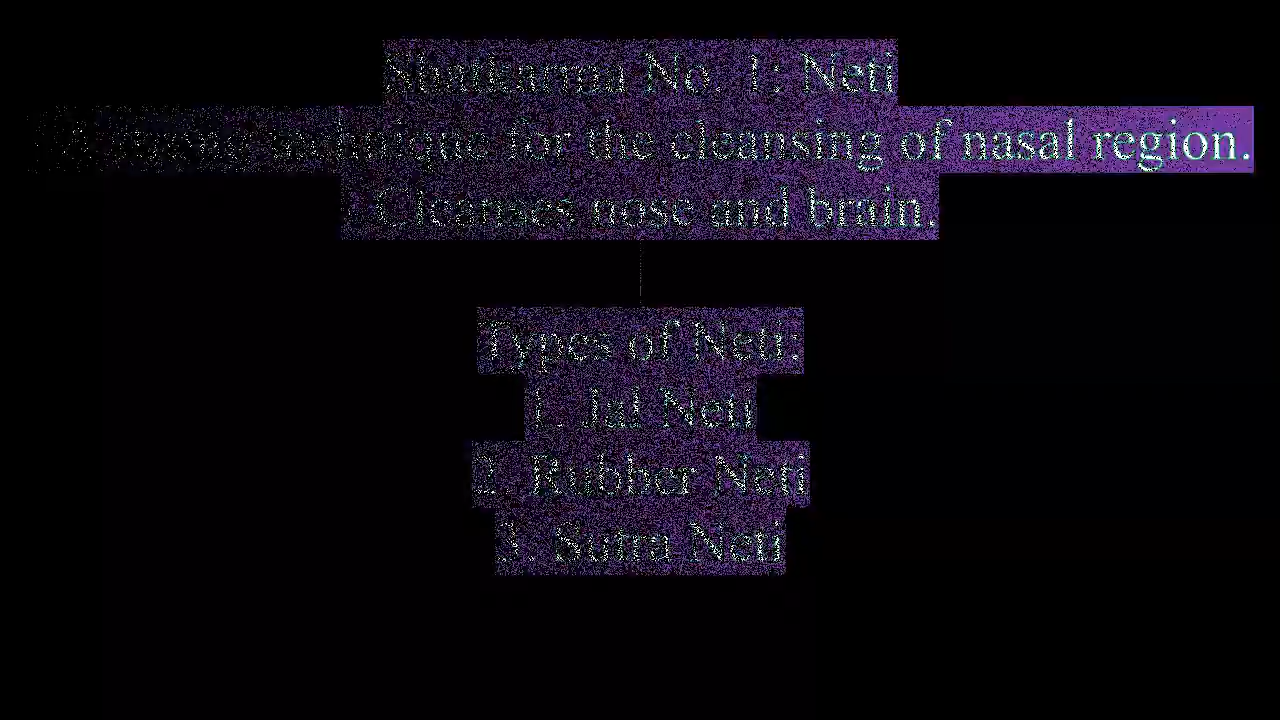 Shatkarma No. 1: Neti
technique for the cleansing of nasal region.
Cleanses nose and brain.
Types of Neti:
1. Jal Neti
2. Rubber Neti
3. Sutra Neti